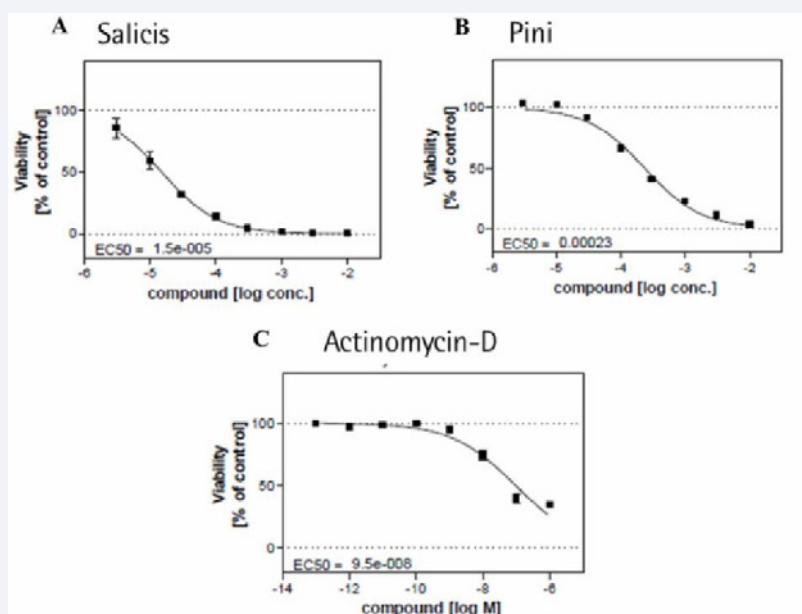 A Salicis
Viability
[% of control]
100
50
0
EC50 = 1.5e-005
-6 -5 -4 -3 -2
compound [log conc.]
B Pini
Viability
[% of control]
100
50
0
EC50 = 0.00023
-6 -5 -4 -3 -2
compound [log conc.]
C Actinomycin-D
Viability
[% of control]
100
50
0
EC50 = 9.5e-008
-14 -12 -10 -8 -6
compound [log M]